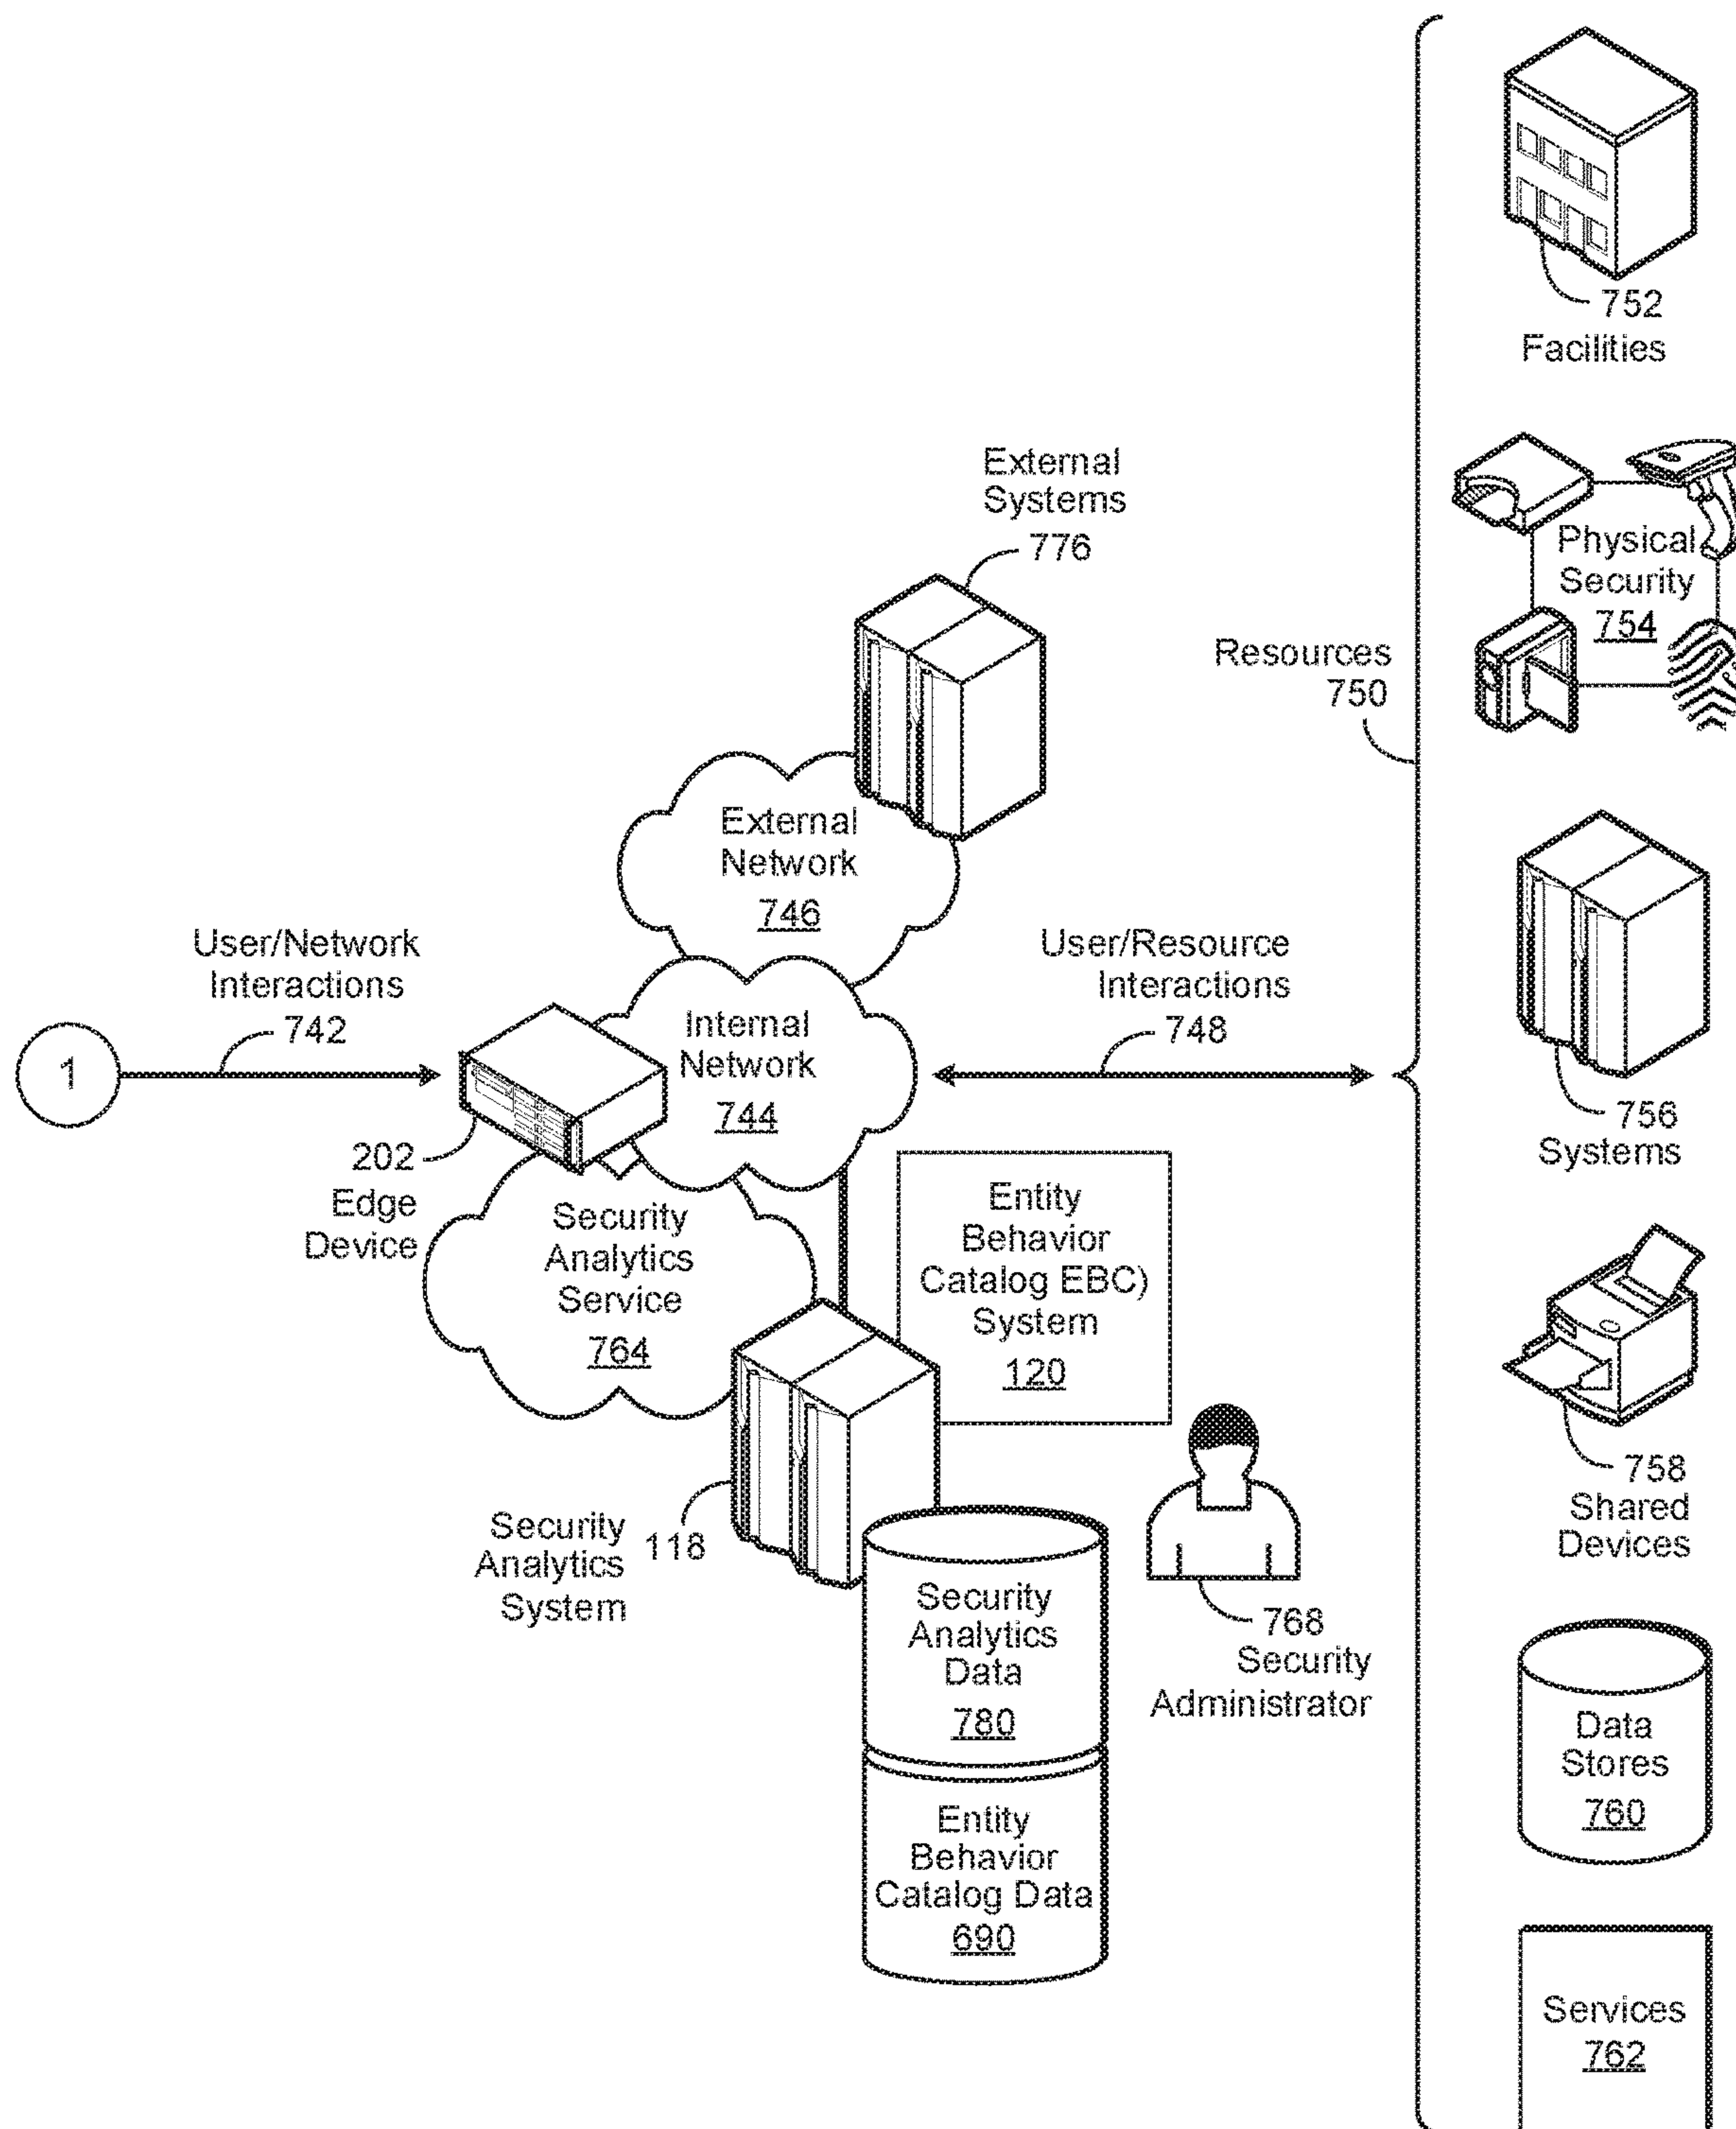 752
Facilities
External
Systems
776
Physical
Security
754
Resources
750
External
Network
746
User/Network
Interactions
742
User/Resource
Interactions
748
1
Internal
Network
744
756
Systems
202
Edge
Device
Security
Analytics
Service
764
Entity
Behavior
Catalog EBC)
System
120
758
Shared
Devices
Security
Analytics
System
118
768
Security
Administrator
Security
Analytics
Data
780
Data
Stores
760
Entity
Behavior
Catalog Data
690
Services
762